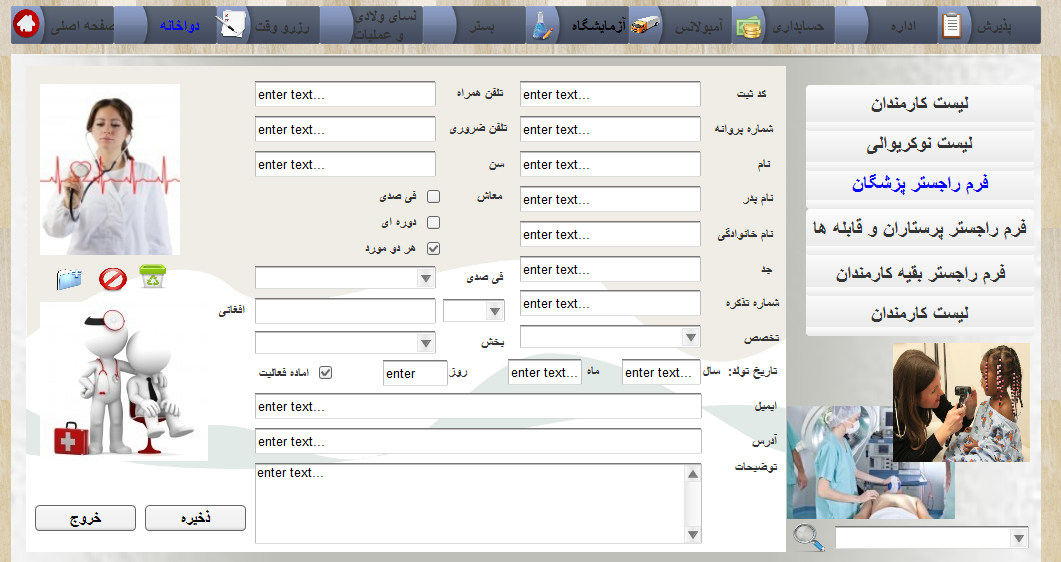 پذیرش
اداره
حسابداری
آمبولانس
آزمایشگاه
بستر
نسای ولادی و عملیات
رزرو وقت
دواخانه
صفحه اصلی
لیست کارمندان
لیست نوکریوالی
فرم راجستر پزشگان
فرم راجستر پرستاران و قابله ها
فرم راجستر بقیه کارمندان
لیست کارمندان
کد ثبت enter text... تلفن همراه enter text...
شماره پروانه enter text... تلفن ضروری enter text...
نام enter text... سن enter text...
نام پدر enter text... معاش فی صدی
دوره ای
نام خانوادگی enter text... هر دو مورد
جد enter text... فی صدی
شماره تذکره enter text... افغانی
تخصص بخش
تاریخ تولد: سال enter text... ماه enter text... روز enter اماده فعالیت
ایمیل enter text...
آدرس enter text...
توضیحات enter text...
ذخیره خروج